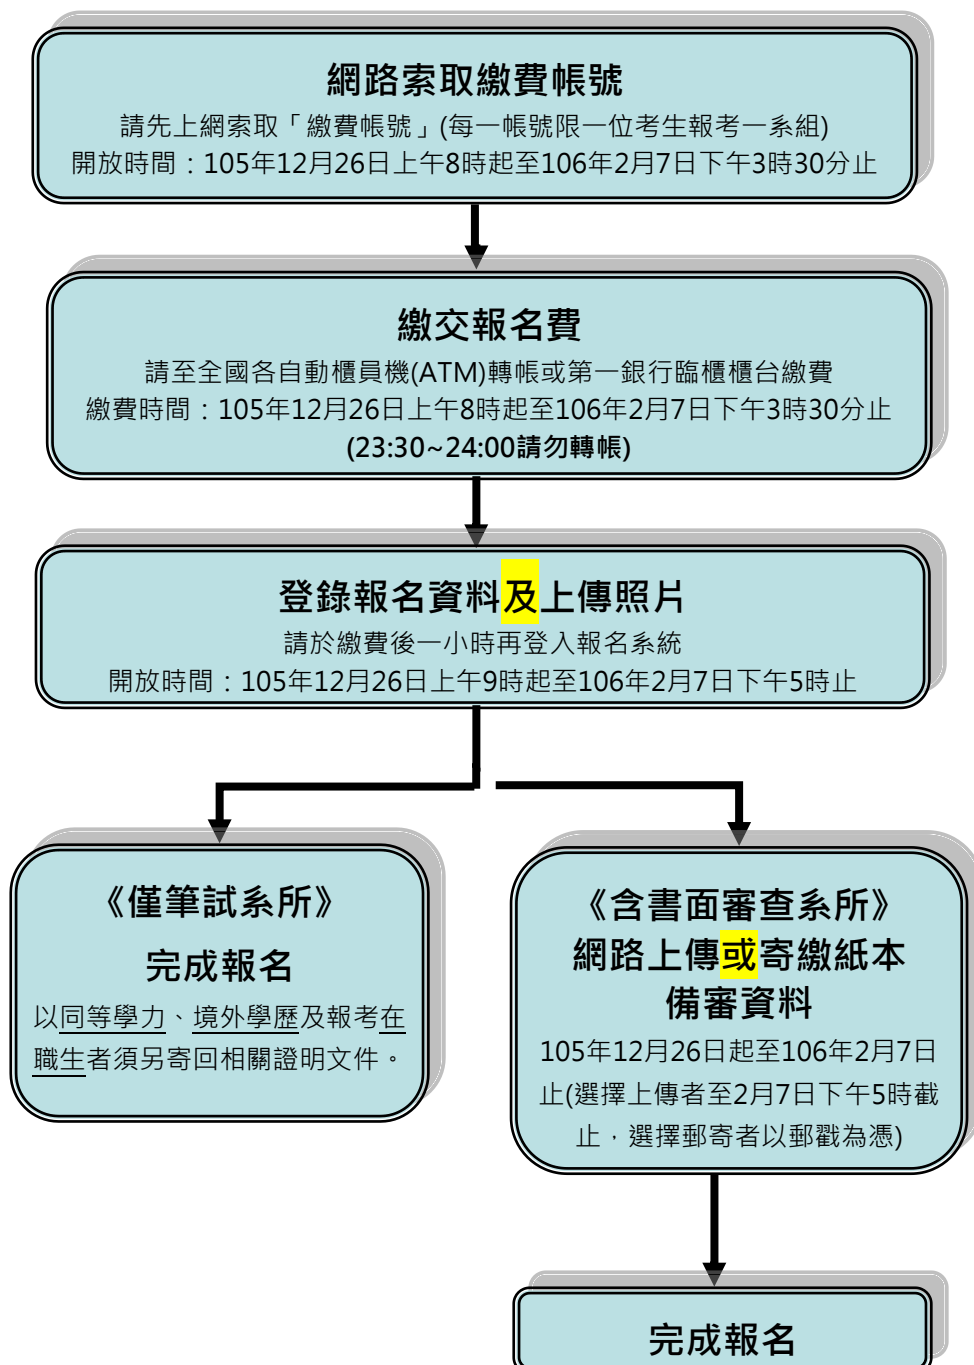 網路索取繳費帳號
請先上網索取「繳費帳號」(每一帳號限一位考生報考一系組)
開放時間：105年12月26日上午8時起至106年2月7日下午3時30分止
繳交報名費
請至全國各自動櫃員機(ATM)轉帳或第一銀行臨櫃櫃台繳費
繳費時間：105年12月26日上午8時起至106年2月7日下午3時30分止
(23:30~24:00請勿轉帳)
登錄報名資料及上傳照片
請於繳費後一小時再登入報名系統
開放時間：105年12月26日上午9時起至106年2月7日下午5時止
《僅筆試系所》
完成報名
以同等學力、境外學歷及報考在
職生者須另寄回相關證明文件。
《含書面審查系所》
網路上傳或寄繳紙本
備審資料
105年12月26日起至106年2月7日
止(選擇上傳者至2月7日下午5時截
止，選擇郵寄者以郵戳為憑)
完成報名